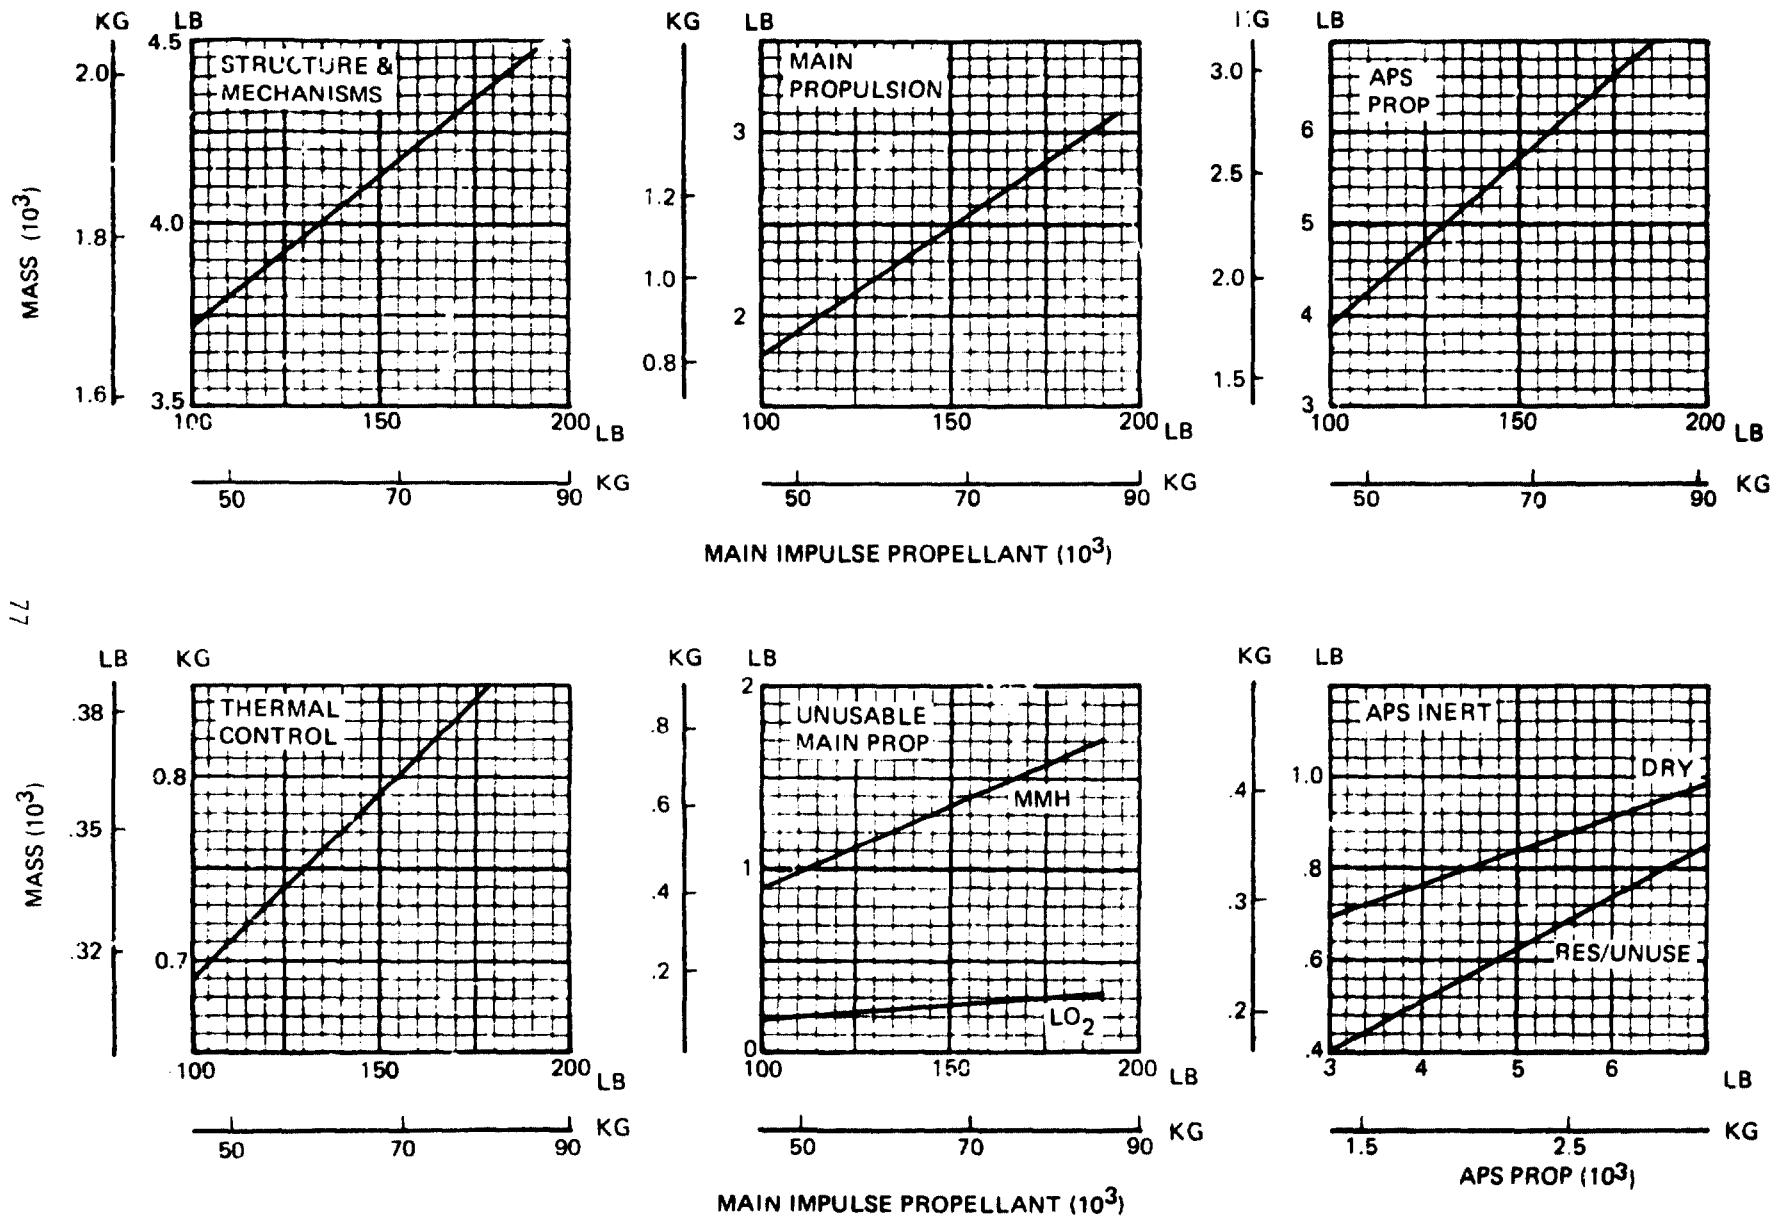 KG LB
4.5
2.0
4.0
1.8
1.6
3.5
STRUCTURE &
MECHANISMS
150 200 LB
50 70 90 KG
KG LB
3
1.2
1.0
2
0.8
MAIN
PROPULSION
100 150 200 LB
50 70 90 KG
LB
3.0
6
2.5
5
2.0
4
1.5
3
APS
PROP
100 150 200 LB
50 70 90 KG
MASS (10³)
MAIN IMPULSE PROPELLANT (10³)
77
LB KG
.38
0.8
.35
.32
0.7
THERMAL
CONTROL
100 150 200 LB
50 70 90 KG
KG LB
2
.8
.6
1
.4
.2
0
UNUSABLE
MAIN PROP
MMH
LO₂
100 150 200 LB
50 70 90 KG
KG LB
1.0
.4
.8
.3
.6
.2
.4
APS INERT
DRY
RES/UNUSE
3 4 5 6 LB
1.5 2.5 KG
APS PROP (10³)
MASS (10³)
MAIN IMPULSE PROPELLANT (10³)